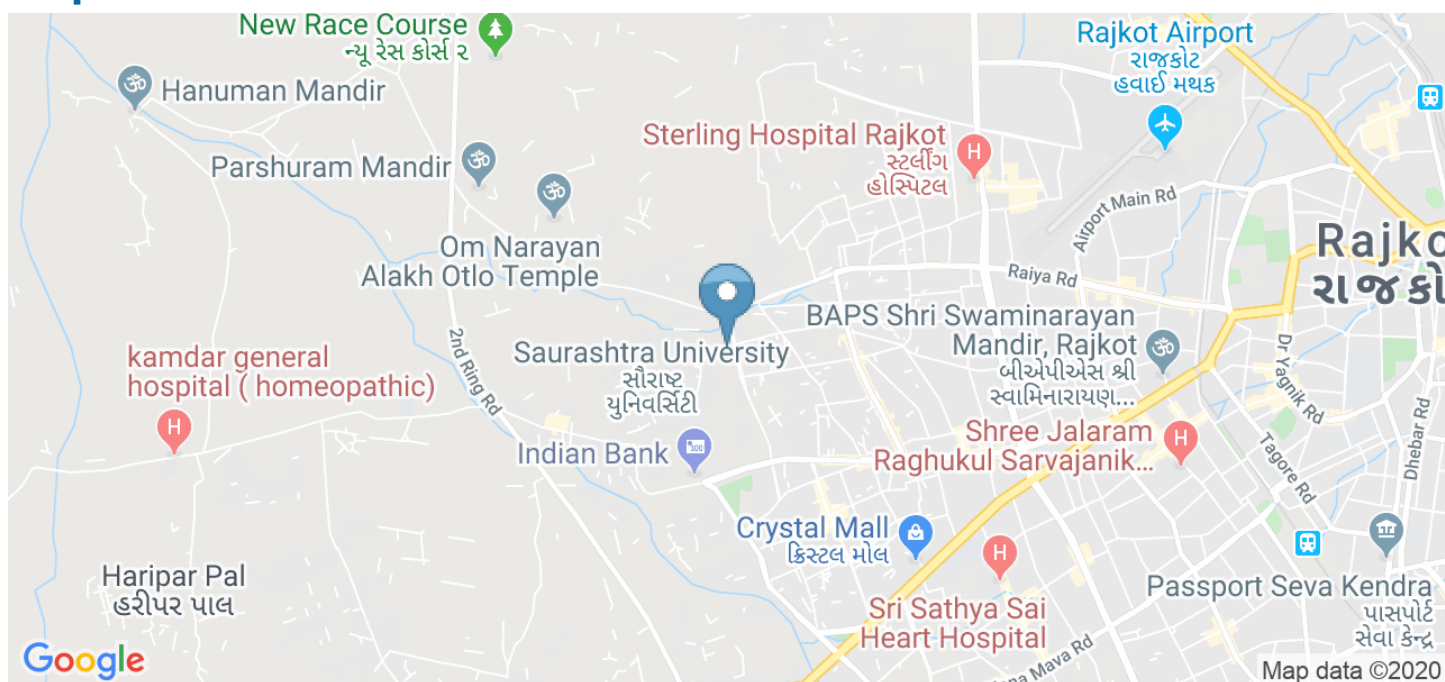 New Race Course
ન્યૂ રેસ કોર્સ ૨
Rajkot Airport
રાજકોટ
હવાઈ મથક
Hanuman Mandir
Sterling Hospital Rajkot
સ્ટર્લીંગ
હોસ્પિટલ
Parshuram Mandir
Airport Main Rd
Om Narayan
Alakh Otlo Temple
Raiya Rd
BAPS Shri Swaminarayan
Mandir, Rajkot
બીએપીએસ શ્રી
સ્વામિનારાયણ...
2nd Ring Rd
Saurashtra University
સૌરાષ્ટ
યુનિવર્સિટી
kamdar general
hospital ( homeopathic)
Dr Yagnik Rd
Dhebar Rd
Indian Bank
Shree Jalaram
Raghukul Sarvajanik...
Tagore Rd
Crystal Mall
ક્રિસ્ટલ મોલ
Haripar Pal
હરીપર પાલ
Sri Sathya Sai
Heart Hospital
Passport Seva Kendra
પાસપોર્ટ
સેવા કેન્દ્ર
Mava Rd
Google
Map data ©2020